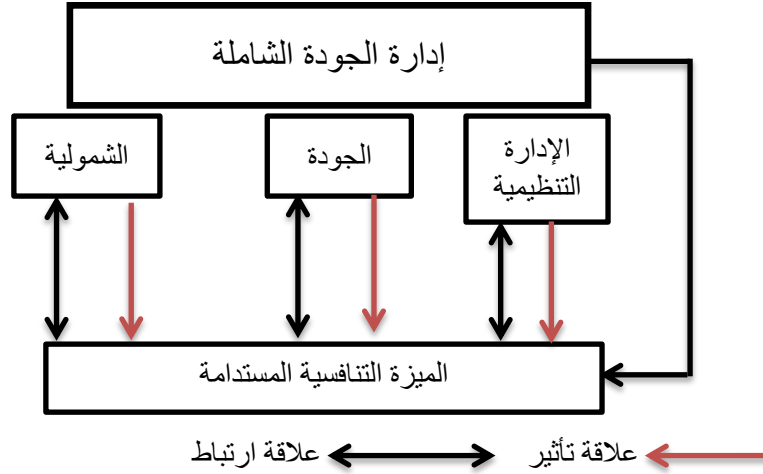 إدارة الجودة الشاملة
الإدارة
التنظيمية
الجودة
الشمولية
الميزة التنافسية المستدامة
علاقة تأثير
علاقة ارتباط